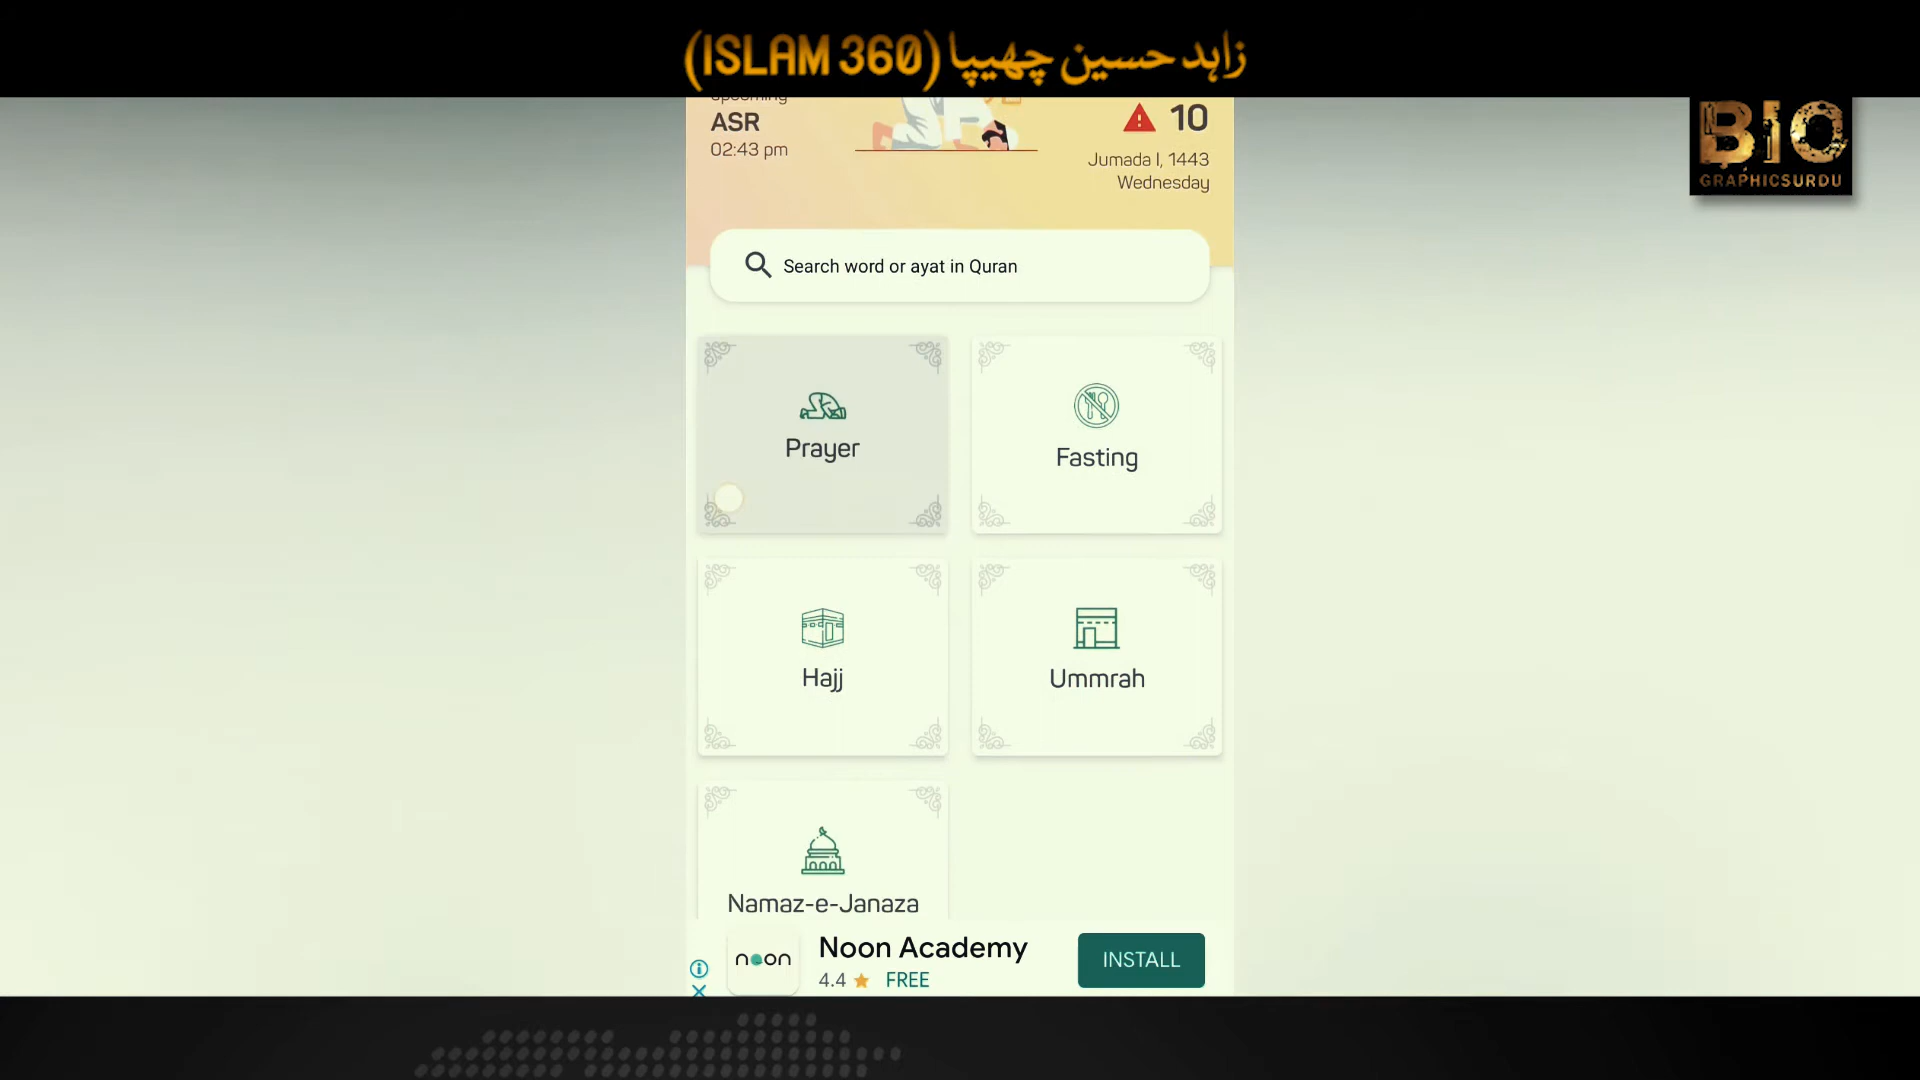 زاہد حسین چھیپا (ISLAM 360)
BIO
GRAPHICSURDU
Upcoming
ASR
02:43 pm
10
Jumada I, 1443
Wednesday
Search word or ayat in Quran
Prayer
Fasting
Hajj
Ummrah
Namaz-e-Janaza
noon
Noon Academy
4.4 FREE
INSTALL